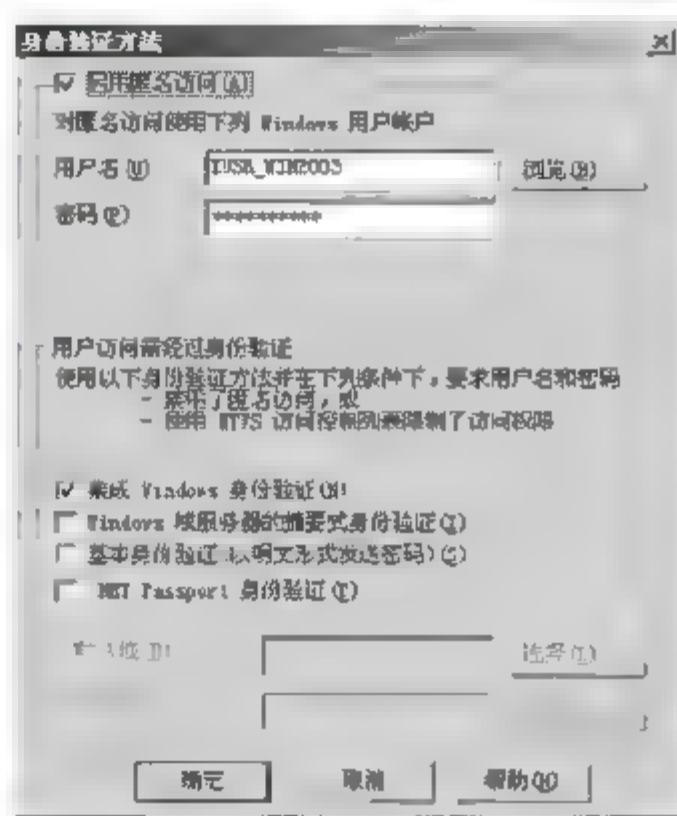 身份验证方法
启用匿名访问(A)
对匿名访问使用下列 Windows 用户帐户
用户名(U) IUSR_WIN2003 浏览(B)
密码(P) **********
用户访问需经过身份验证
使用以下身份验证方法并在下列条件下，要求用户名和密码
- 禁用了匿名访问，或
- 使用 NTFS 访问控制列表限制了访问权限
集成 Windows 身份验证(N)
Windows 域服务器的摘要式身份验证(I)
基本身份验证(以明文形式发送密码)(S)
.NET Passport 身份验证(T)
选择(L)
确定 取消 帮助(H)